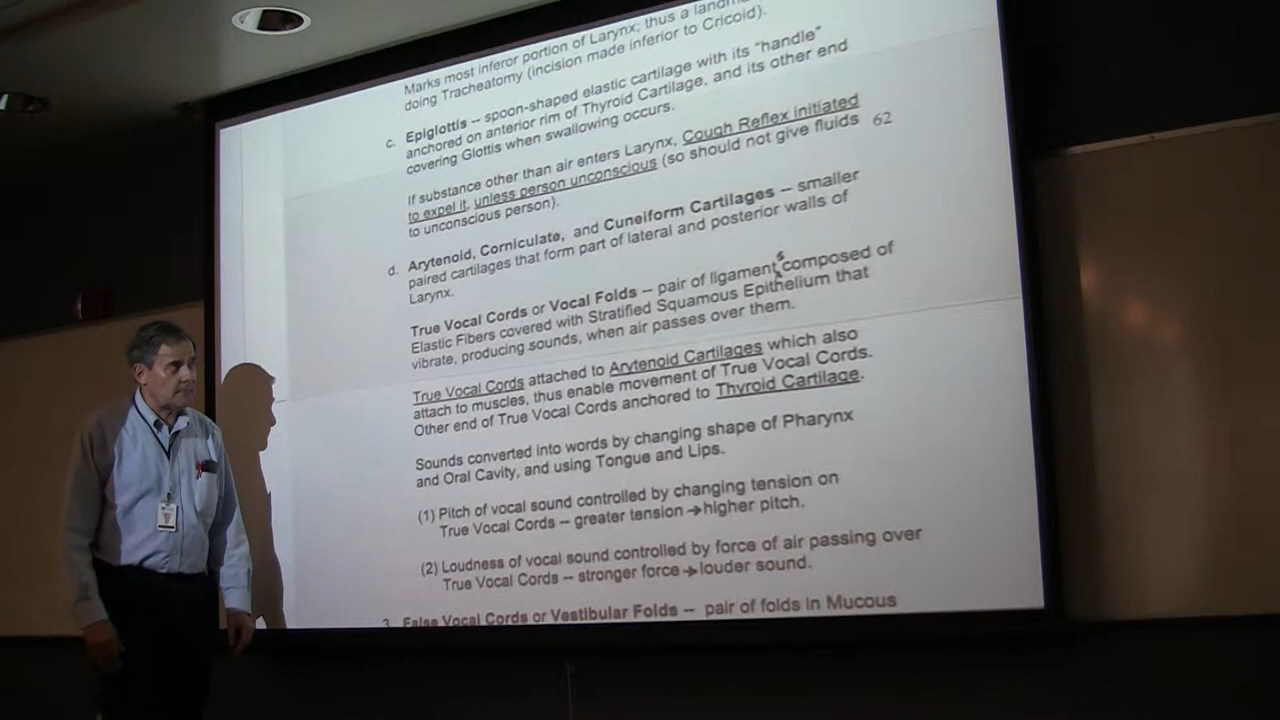 Marks most inferor portion of Larynx; thus a
doing Tracheatomy (incision made inferior to Cricoid).
c. Epiglottis – spoon-shaped elastic cartilage with its "handle"
anchored on anterior rim of Thyroid Cartilage, and its other end
covering Glottis when swallowing occurs.
If substance other than air enters Larynx, Cough Reflex initiated
to expel it, unless person unconscious (so should not give fluids
to unconscious person).
62
d. Arytenoid, Corniculate, and Cuneiform Cartilages – smaller
paired cartilages that form part of lateral and posterior walls of
Larynx.
True Vocal Cords or Vocal Folds – pair of ligaments composed of
Elastic Fibers covered with Stratified Squamous Epithelium that
vibrate, producing sounds, when air passes over them.
True Vocal Cords attached to Arytenoid Cartilages which also
attach to muscles, thus enable movement of True Vocal Cords.
Other end of True Vocal Cords anchored to Thyroid Cartilage.
Sounds converted into words by changing shape of Pharynx
and Oral Cavity, and using Tongue and Lips.
(1) Pitch of vocal sound controlled by changing tension on
True Vocal Cords – greater tension → higher pitch.
(2) Loudness of vocal sound controlled by force of air passing over
True Vocal Cords – stronger force → louder sound.
3. False Vocal Cords or Vestibular Folds – pair of folds in Mucous